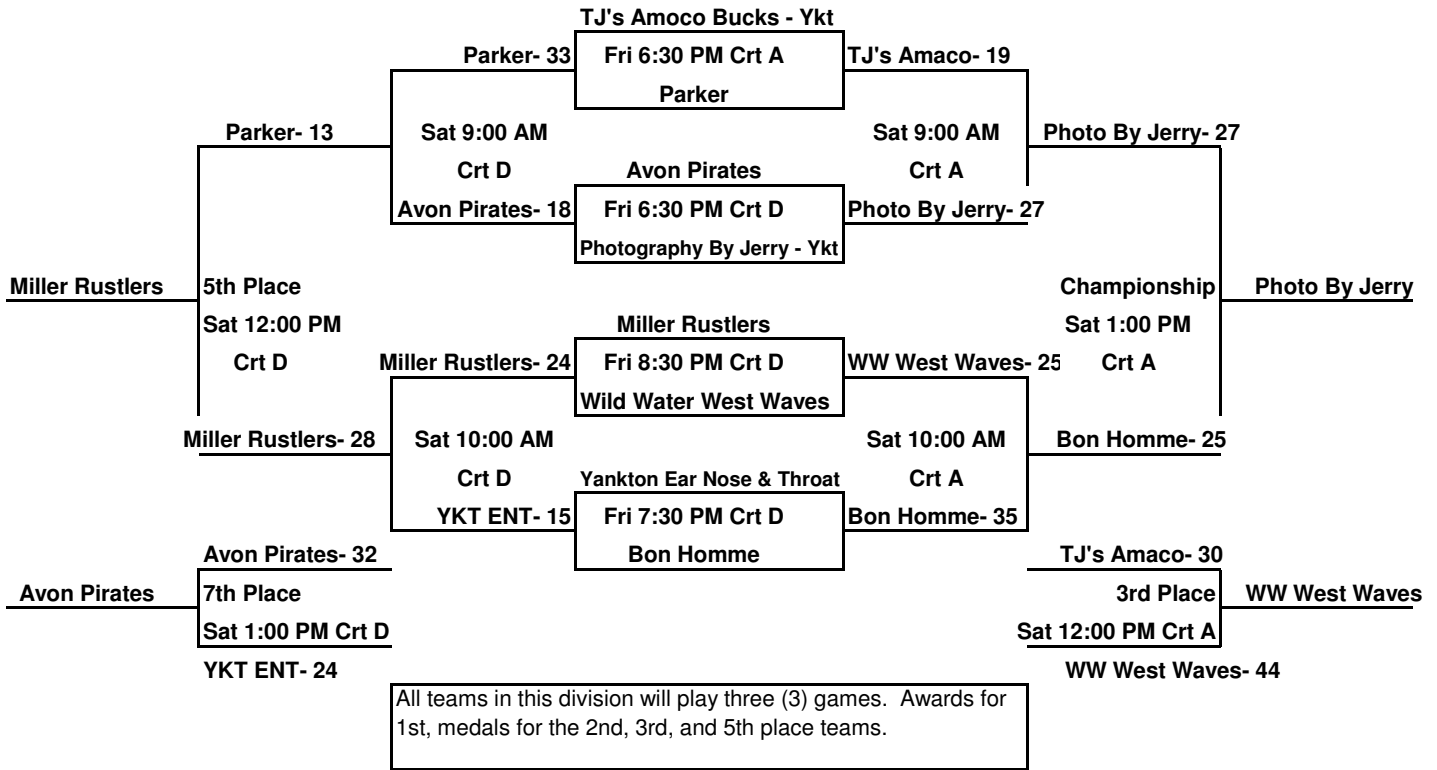 TJ's Amoco Bucks - Ykt
Parker- 33 Fri 6:30 PM Crt A TJ's Amaco- 19
Parker
Parker- 13 Sat 9:00 AM Sat 9:00 AM Photo By Jerry- 27
Crt D Avon Pirates Crt A
Avon Pirates- 18 Fri 6:30 PM Crt D Photo By Jerry- 27
Photography By Jerry - Ykt
Miller Rustlers 5th Place Championship Photo By Jerry
Sat 12:00 PM Miller Rustlers Sat 1:00 PM
Crt D Miller Rustlers- 24 Fri 8:30 PM Crt D WW West Waves- 25 Crt A
Wild Water West Waves
Miller Rustlers- 28 Sat 10:00 AM Sat 10:00 AM Bon Homme- 25
Crt D Yankton Ear Nose & Throat Crt A
YKT ENT- 15 Fri 7:30 PM Crt D Bon Homme- 35
Avon Pirates- 32 Bon Homme TJ's Amaco- 30
Avon Pirates 7th Place 3rd Place WW West Waves
Sat 1:00 PM Crt D Sat 12:00 PM Crt A
YKT ENT- 24 WW West Waves- 44
All teams in this division will play three (3) games. Awards for
1st, medals for the 2nd, 3rd, and 5th place teams.